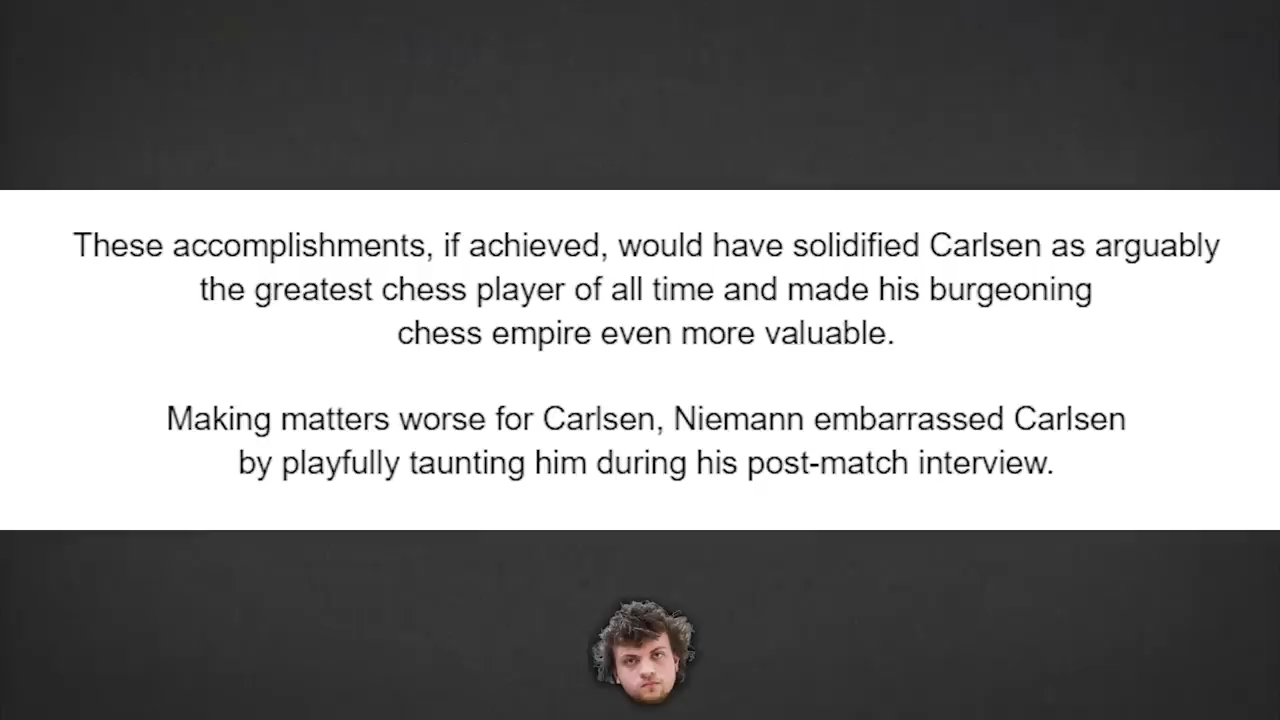 These accomplishments, if achieved, would have solidified Carlsen as arguably
the greatest chess player of all time and made his burgeoning
chess empire even more valuable.
Making matters worse for Carlsen, Niemann embarrassed Carlsen
by playfully taunting him during his post-match interview.